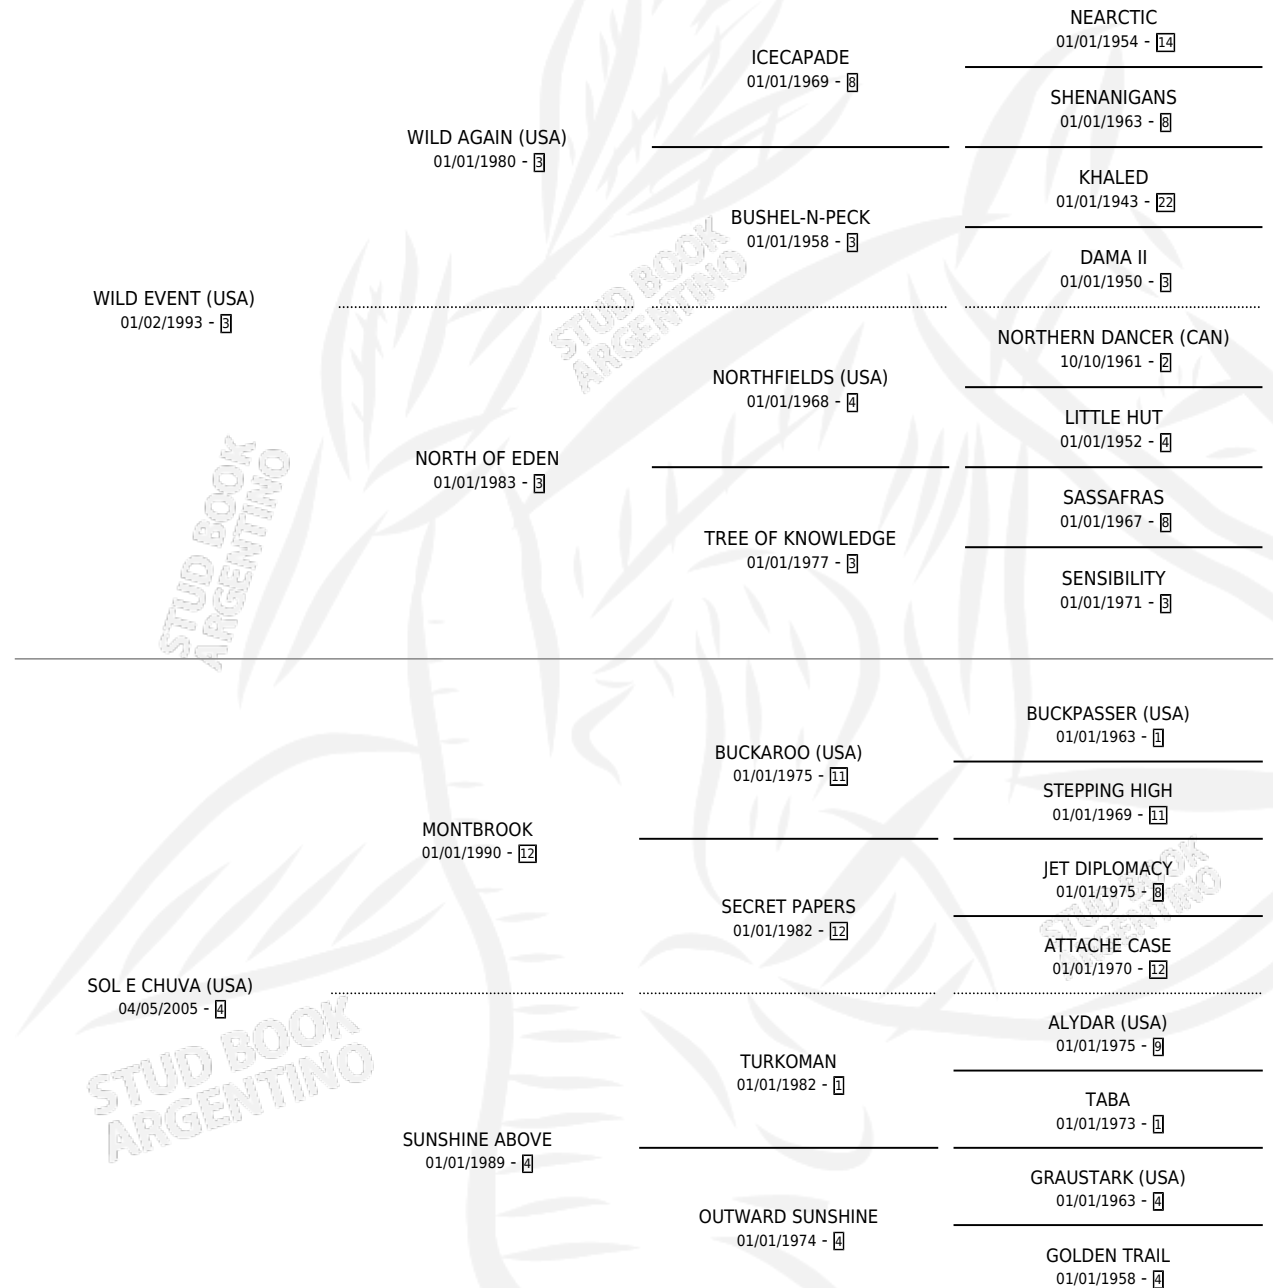 NEARCTIC
01/01/1954 - 14
ICECAPADE
01/01/1969 - 8
SHENANIGANS
01/01/1963 - 8
WILD AGAIN (USA)
01/01/1980 - 3
KHALED
01/01/1943 - 22
BUSHEL-N-PECK
01/01/1958 - 3
DAMA II
01/01/1950 - 3
WILD EVENT (USA)
01/02/1993 - 3
NORTHERN DANCER (CAN)
10/10/1961 - 2
NORTHFIELDS (USA)
01/01/1968 - 4
LITTLE HUT
01/01/1952 - 4
NORTH OF EDEN
01/01/1983 - 3
SASSAFRAS
01/01/1967 - 8
TREE OF KNOWLEDGE
01/01/1977 - 3
SENSIBILITY
01/01/1971 - 3
STUD BOOK
ARGENTINO
STUD BOOK
ARGENTINO
BUCKPASSER (USA)
01/01/1963 - 1
BUCKAROO (USA)
01/01/1975 - 11
STEPPING HIGH
01/01/1969 - 11
MONTBROOK
01/01/1990 - 12
JET DIPLOMACY
01/01/1975 - 8
SECRET PAPERS
01/01/1982 - 12
ATTACHE CASE
01/01/1970 - 12
SOL E CHUVA (USA)
04/05/2005 - 4
ALYDAR (USA)
01/01/1975 - 9
TURKOMAN
01/01/1982 - 1
TABA
01/01/1973 - 1
SUNSHINE ABOVE
01/01/1989 - 4
GRAUSTARK (USA)
01/01/1963 - 4
OUTWARD SUNSHINE
01/01/1974 - 4
GOLDEN TRAIL
01/01/1958 - 4
STUD BOOK
ARGENTINO
STUD BOOK
ARGENTINO